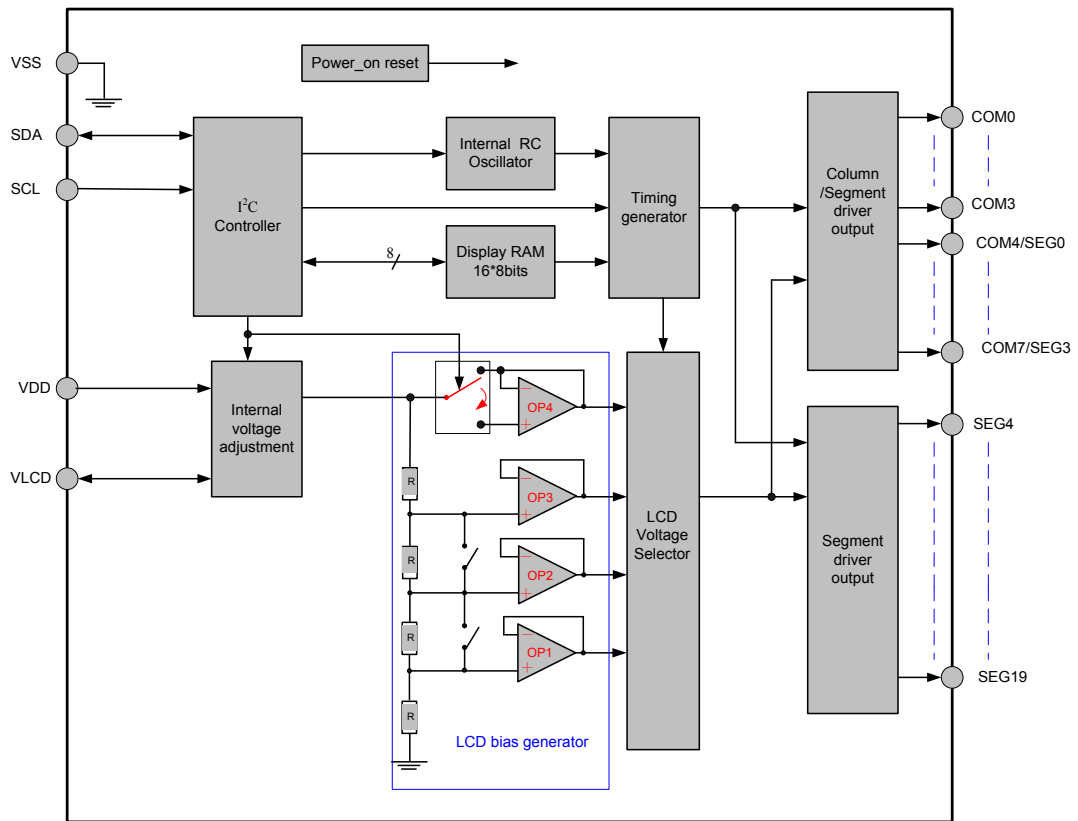 VSS
Power_on reset
SDA
SCL
I²C
Controller
Internal RC
Oscillator
8
Display RAM
16*8bits
Timing
generator
Column
/Segment
driver
output
COM0
COM3
COM4/SEG0
COM7/SEG3
VDD
VLCD
Internal
voltage
adjustment
OP4
OP3
OP2
OP1
R
R
R
R
LCD bias generator
LCD
Voltage
Selector
Segment
driver
output
SEG4
SEG19